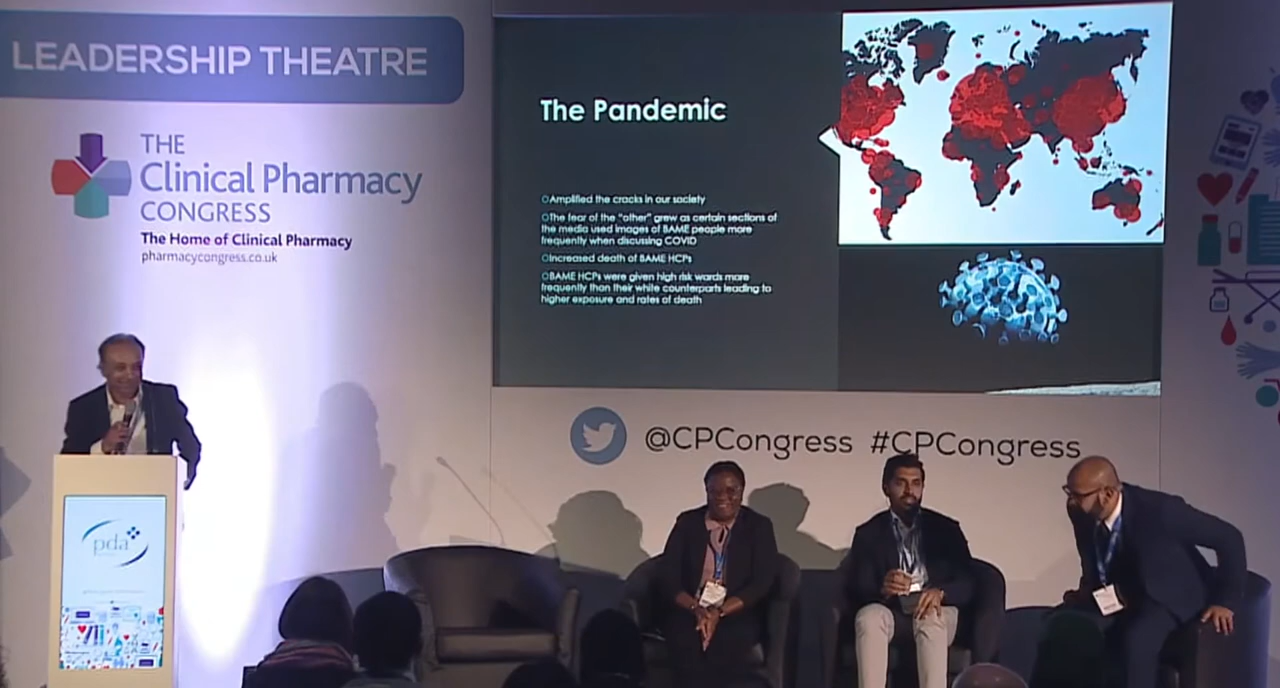 LEADERSHIP THEATRE
THE
Clinical Pharmacy
CONGRESS
The Home of Clinical Pharmacy
pharmacycongress.co.uk
The Pandemic
Amplified the cracks in our society
The fear of the "other" grew as certain sections of
the media used images of BAME people more
frequently when discussing COVID
Increased death of BAME HCPs
BAME HCPs were given high risk wards more
frequently than their white counterparts leading to
higher exposure and rates of death
@CPCongress #CPCongress
pda